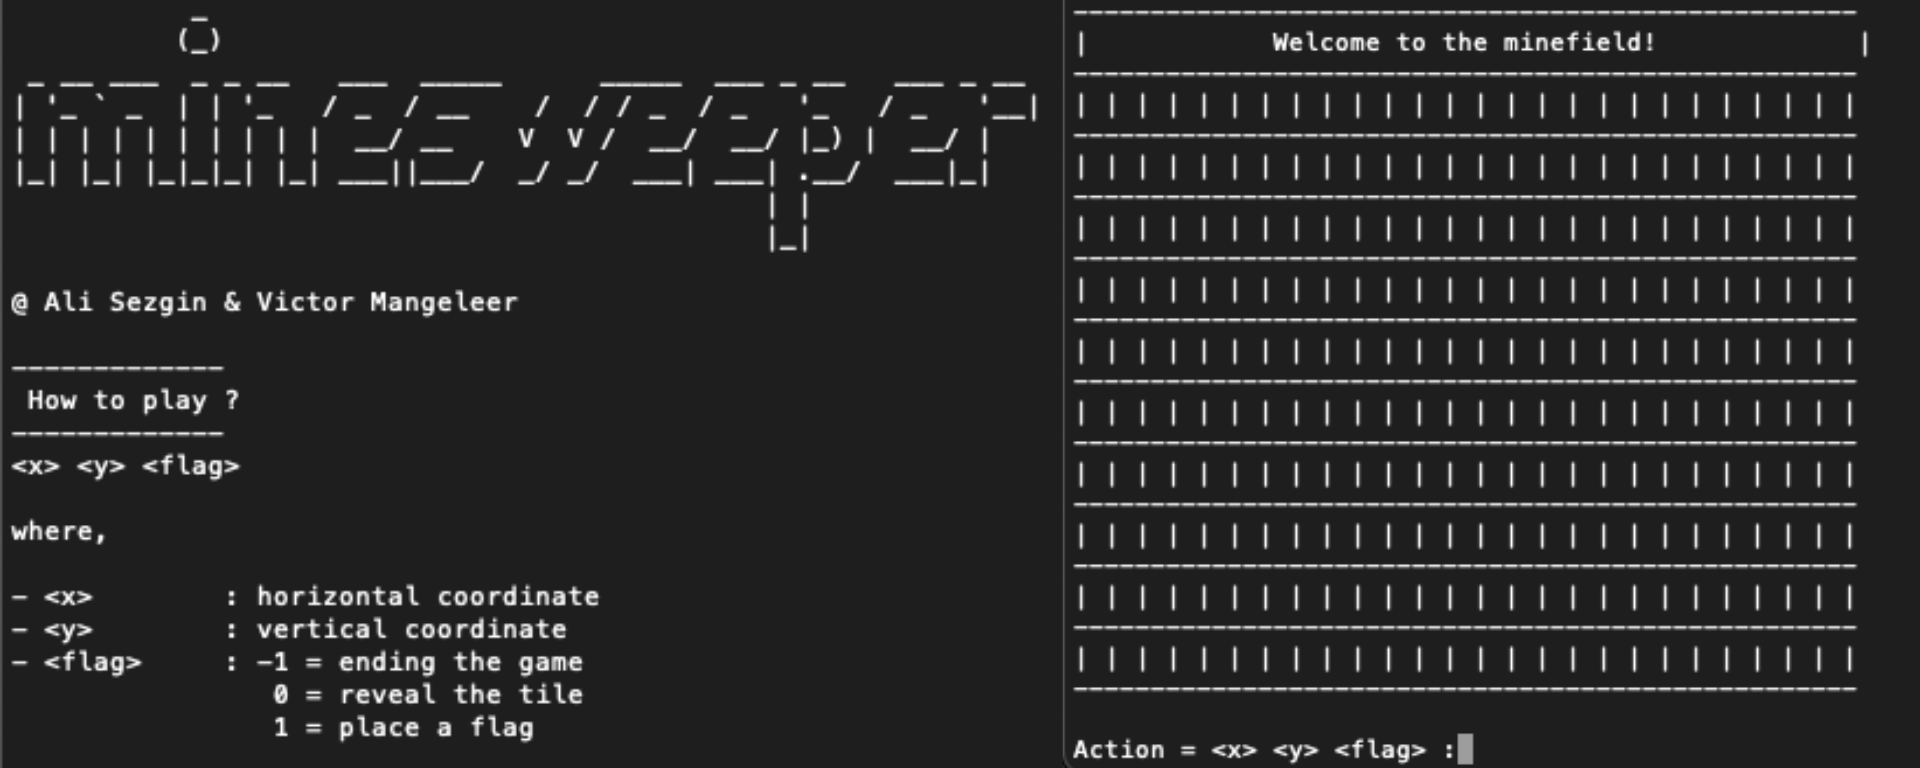 minesweeper
@ Ali Sezgin & Victor Mangeleer
How to play ?
<x> <y> <flag>
where,
- <x> : horizontal coordinate
- <y> : vertical coordinate
- <flag> : -1 = ending the game
0 = reveal the tile
1 = place a flag
Welcome to the minefield!
Action = <x> <y> <flag> :